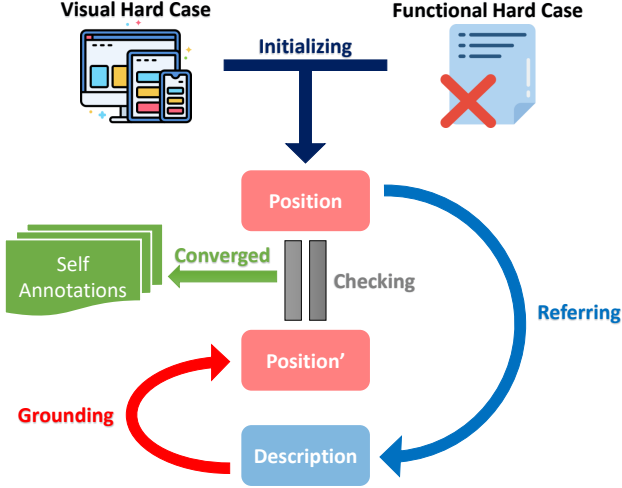 Visual Hard Case
Functional Hard Case
Initializing
Position
Converged
Self
Annotations
Checking
Referring
Position’
Grounding
Description